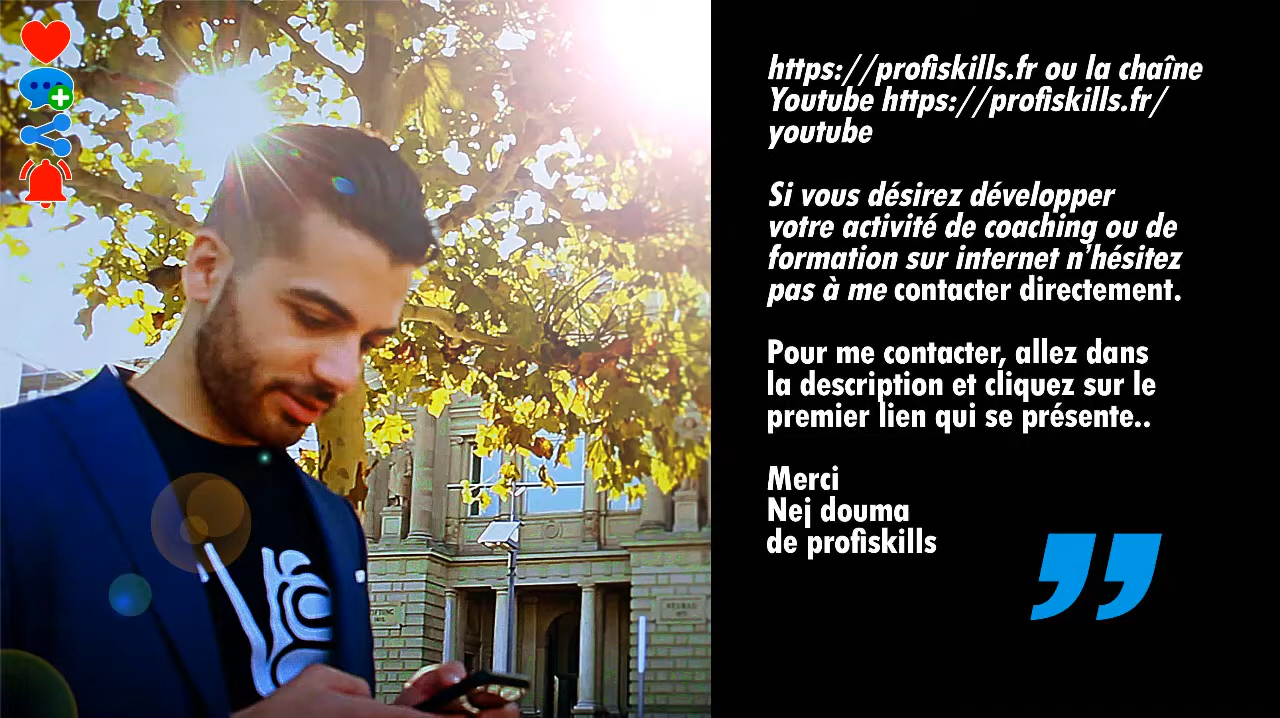 https://profiskills.fr ou la chaîne
Youtube https://profiskills.fr/
youtube
Si vous désirez développer
votre activité de coaching ou de
formation sur internet n'hésitez
pas à me contacter directement.
Pour me contacter, allez dans
la description et cliquez sur le
premier lien qui se présente..
Merci
Nej douma
de profiskills